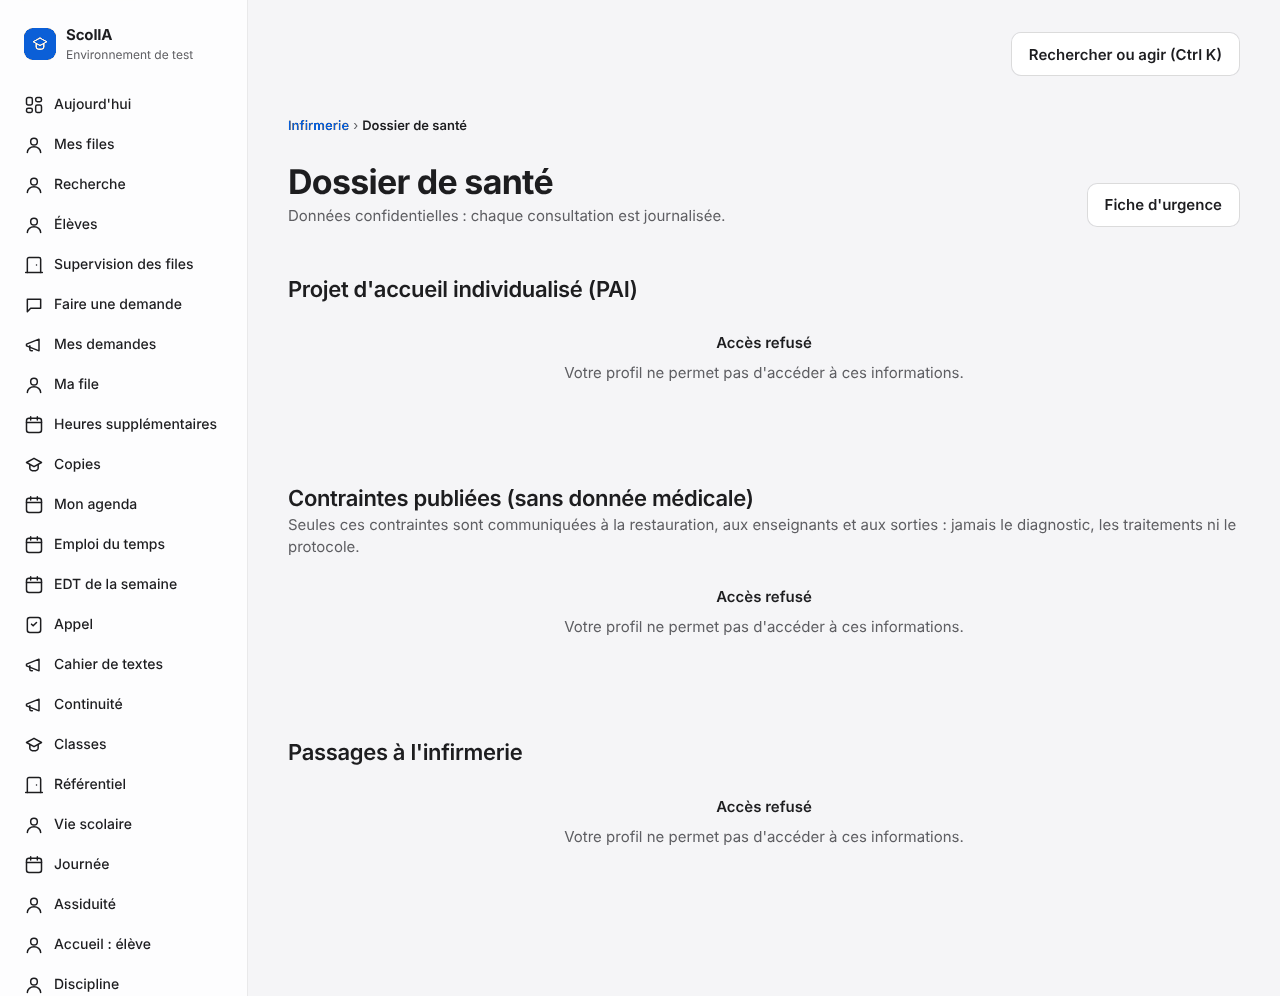 ScolIA
Environnement de test
Aujourd'hui
Mes files
Recherche
Élèves
Supervision des files
Faire une demande
Mes demandes
Ma file
Heures supplémentaires
Copies
Mon agenda
Emploi du temps
EDT de la semaine
Appel
Cahier de textes
Continuité
Classes
Référentiel
Vie scolaire
Journée
Assiduité
Accueil : élève
Discipline
Rechercher ou agir (Ctrl K)
Infirmerie › Dossier de santé
Dossier de santé
Données confidentielles : chaque consultation est journalisée.
Fiche d'urgence
Projet d'accueil individualisé (PAI)
Accès refusé
Votre profil ne permet pas d'accéder à ces informations.
Contraintes publiées (sans donnée médicale)
Seules ces contraintes sont communiquées à la restauration, aux enseignants et aux sorties : jamais le diagnostic, les traitements ni le
protocole.
Accès refusé
Votre profil ne permet pas d'accéder à ces informations.
Passages à l'infirmerie
Accès refusé
Votre profil ne permet pas d'accéder à ces informations.